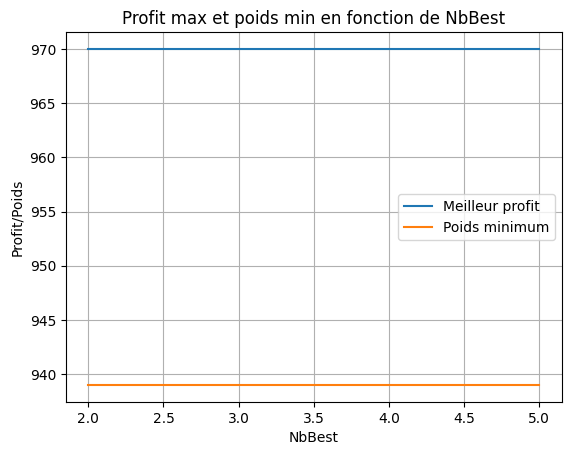 Profit max et poids min en fonction de NbBest
970
965
960
955
950
945
940
Profit/Poids
Meilleur profit
Poids minimum
2.0
2.5
3.0
3.5
4.0
4.5
5.0
NbBest